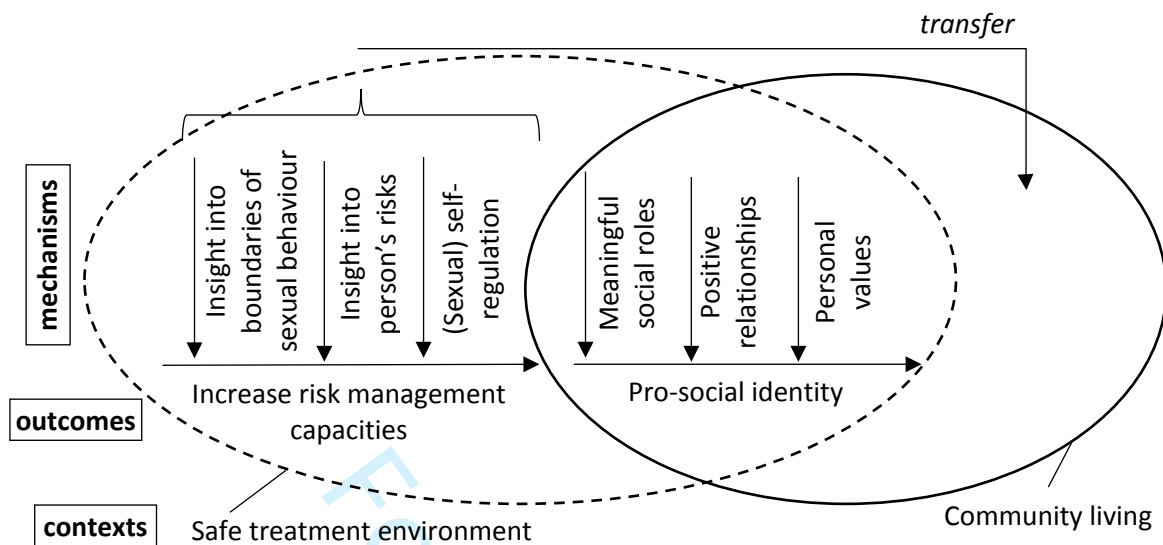 transfer
mechanisms
Insight into
boundaries of
sexual behaviour
Insight into
person's risks
(Sexual) self-
regulation
Meaningful
social roles
Positive
relationships
Personal
values
Increase risk management
capacities
Pro-social identity
outcomes
contexts
Safe treatment environment
Community living